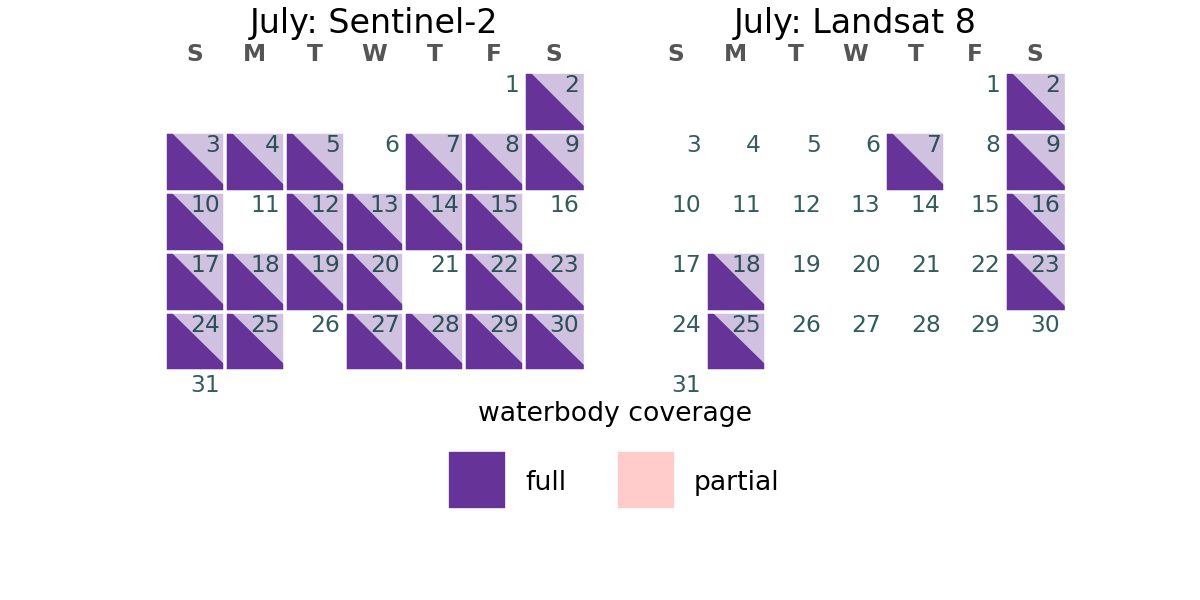 July: Sentinel-2
S M T W T F S
1 2
3 4 5 6 7 8 9
10 11 12 13 14 15 16
17 18 19 20 21 22 23
24 25 26 27 28 29 30
31
July: Landsat 8
S M T W T F S
1 2
3 4 5 6 7 8 9
10 11 12 13 14 15 16
17 18 19 20 21 22 23
24 25 26 27 28 29 30
31
waterbody coverage
full partial